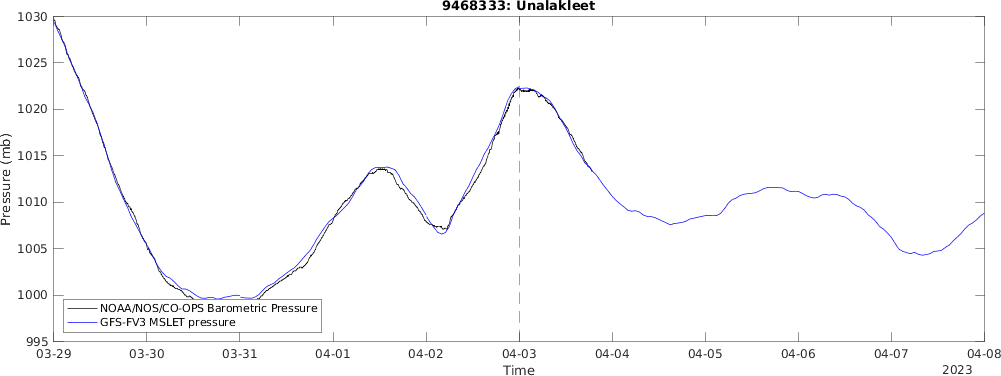 9468333: Unalakleet
1030
1025
1020
1015
1010
1005
1000
995
Pressure (mb)
NOAA/NOS/CO-OPS Barometric Pressure
GFS-FV3 MSLET pressure
03-29 03-30 03-31 04-01 04-02 04-03 04-04 04-05 04-06 04-07 04-08
Time
2023